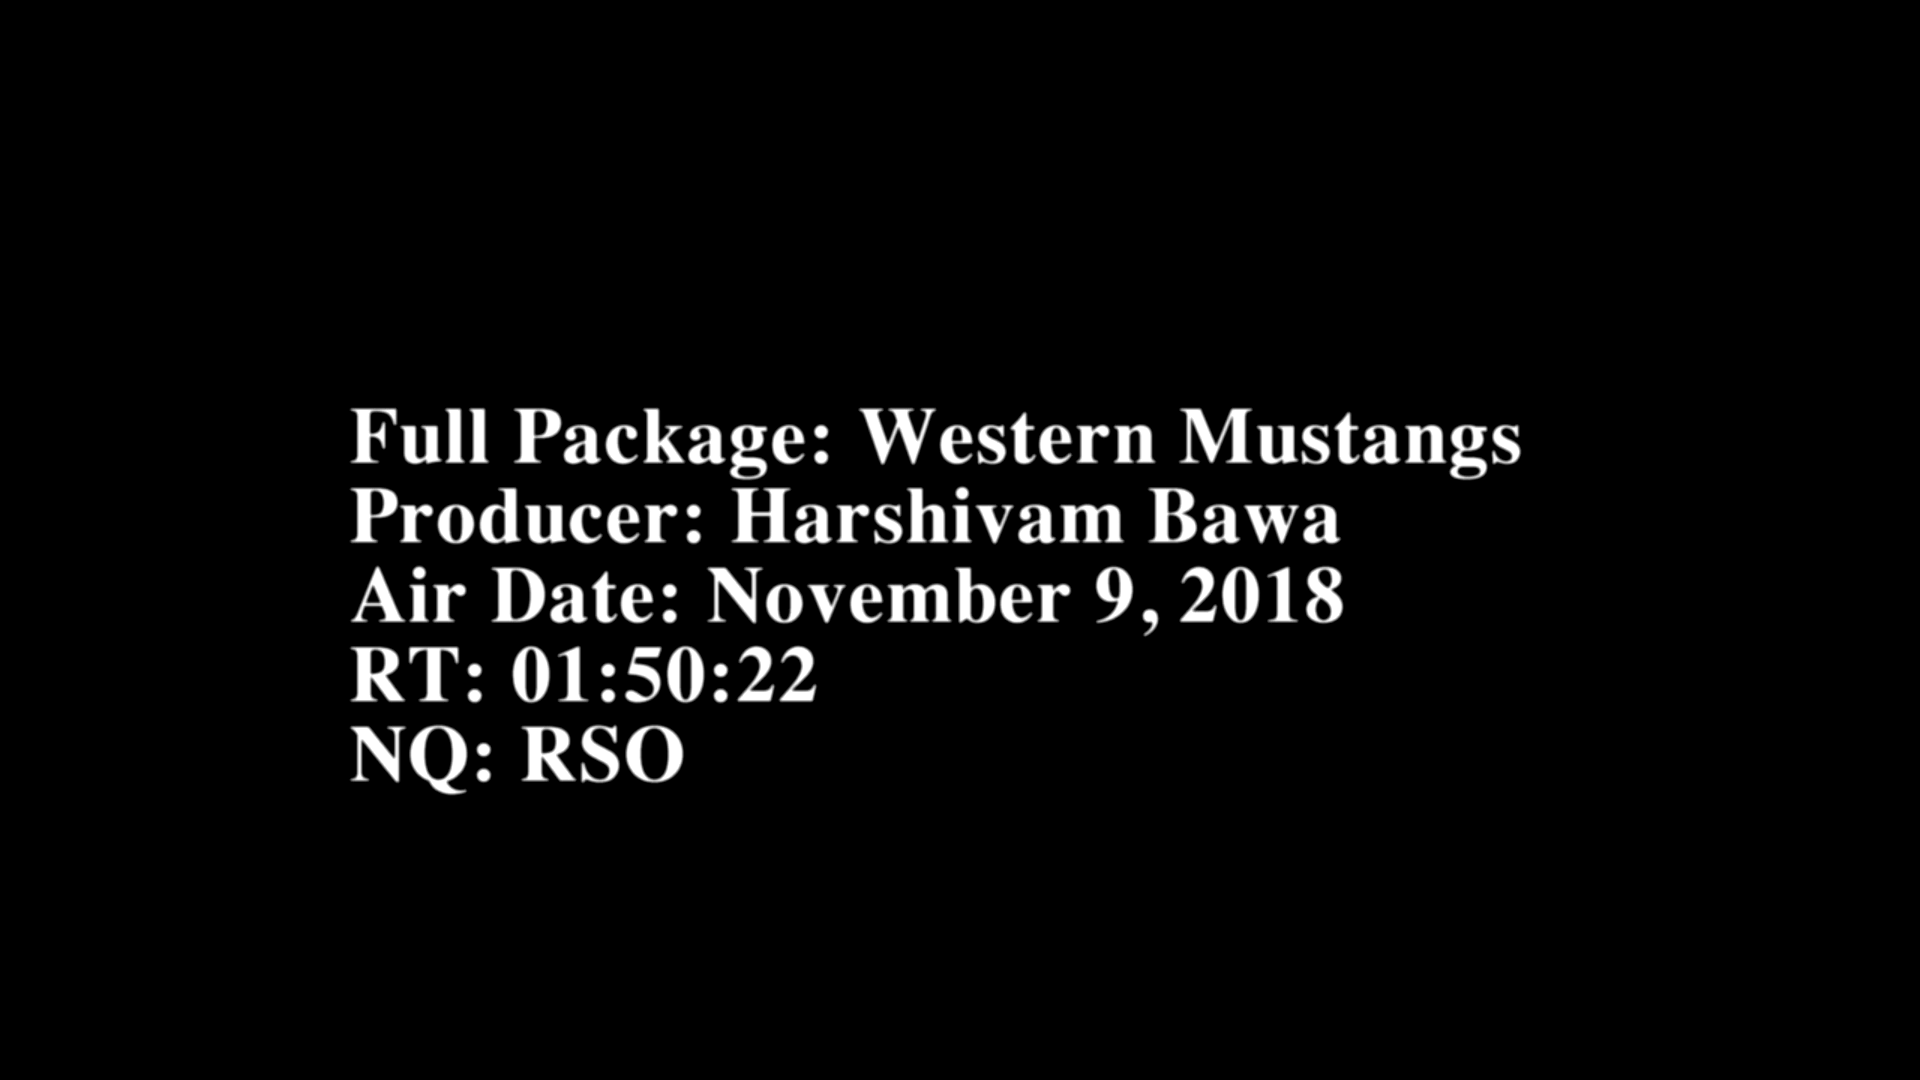 Full Package: Western Mustangs
Producer: Harshivam Bawa
Air Date: November 9, 2018
RT: 01:50:22
NQ: RSO